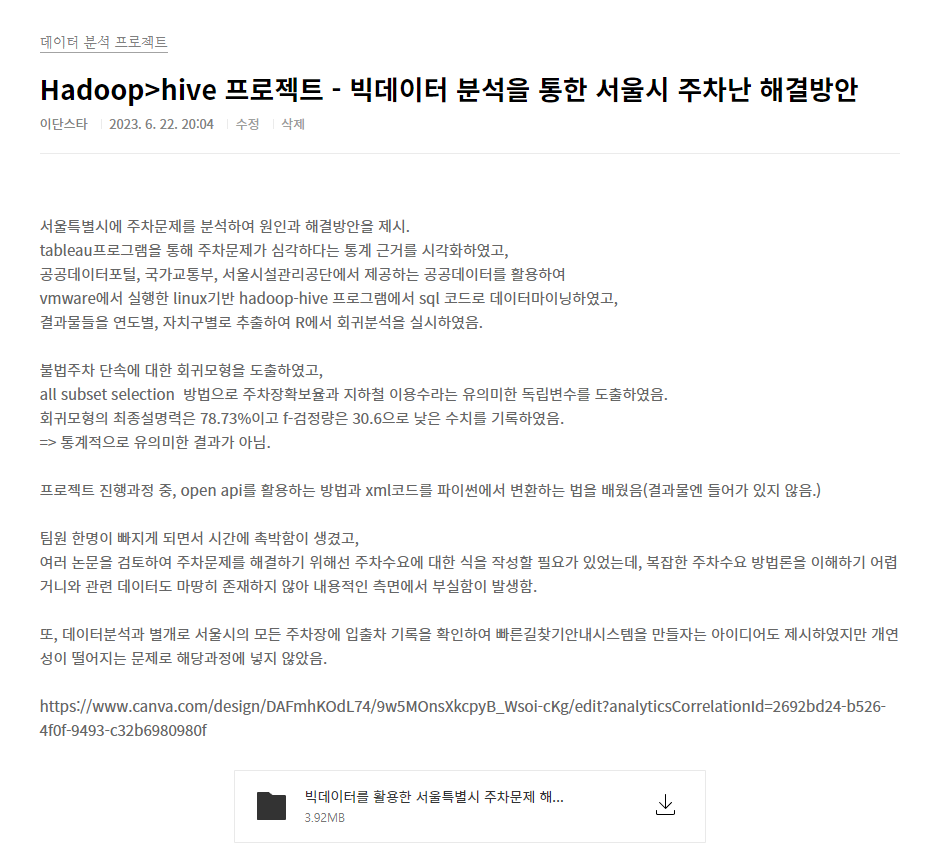 데이터 분석 프로젝트
Hadoop>hive 프로젝트 - 빅데이터 분석을 통한 서울시 주차난 해결방안
이단스타 2023. 6. 22. 20:04 수정 삭제
서울특별시에 주차문제를 분석하여 원인과 해결방안을 제시.
tableau프로그램을 통해 주차문제가 심각하다는 통계 근거를 시각화하였고,
공공데이터포털, 국가교통부, 서울시설관리공단에서 제공하는 공공데이터를 활용하여
vmware에서 실행한 linux기반 hadoop-hive 프로그램에서 sql 코드로 데이터마이닝하였고,
결과물들을 연도별, 자치구별로 추출하여 R에서 회귀분석을 실시하였음.
불법주차 단속에 대한 회귀모형을 도출하였고,
all subset selection 방법으로 주차장확보율과 지하철 이용수라는 유의미한 독립변수를 도출하였음.
회귀모형의 최종설명력은 78.73%이고 f-검정량은 30.6으로 낮은 수치를 기록하였음.
=> 통계적으로 유의미한 결과가 아님.
프로젝트 진행과정 중, open api를 활용하는 방법과 xml코드를 파이썬에서 변환하는 법을 배웠음(결과물엔 들어가 있지 않음.)
팀원 한명이 빠지게 되면서 시간에 촉박함이 생겼고,
여러 논문을 검토하여 주차문제를 해결하기 위해선 주차수요에 대한 식을 작성할 필요가 있었는데, 복잡한 주차수요 방법론을 이해하기 어렵
거니와 관련 데이터도 마땅히 존재하지 않아 내용적인 측면에서 부실함이 발생함.
또, 데이터분석과 별개로 서울시의 모든 주차장에 입출차 기록을 확인하여 빠른길찾기안내시스템을 만들자는 아이디어도 제시하였지만 개연
성이 떨어지는 문제로 해당과정에 넣지 않았음.
https://www.canva.com/design/DAFmhKOdL74/9w5MOnsXkcpyB_Wsoi-cKg/edit?analyticsCorrelationId=2692bd24-b526-
4f0f-9493-c32b6980980f
빅데이터를 활용한 서울특별시 주차문제 해...
3.92MB